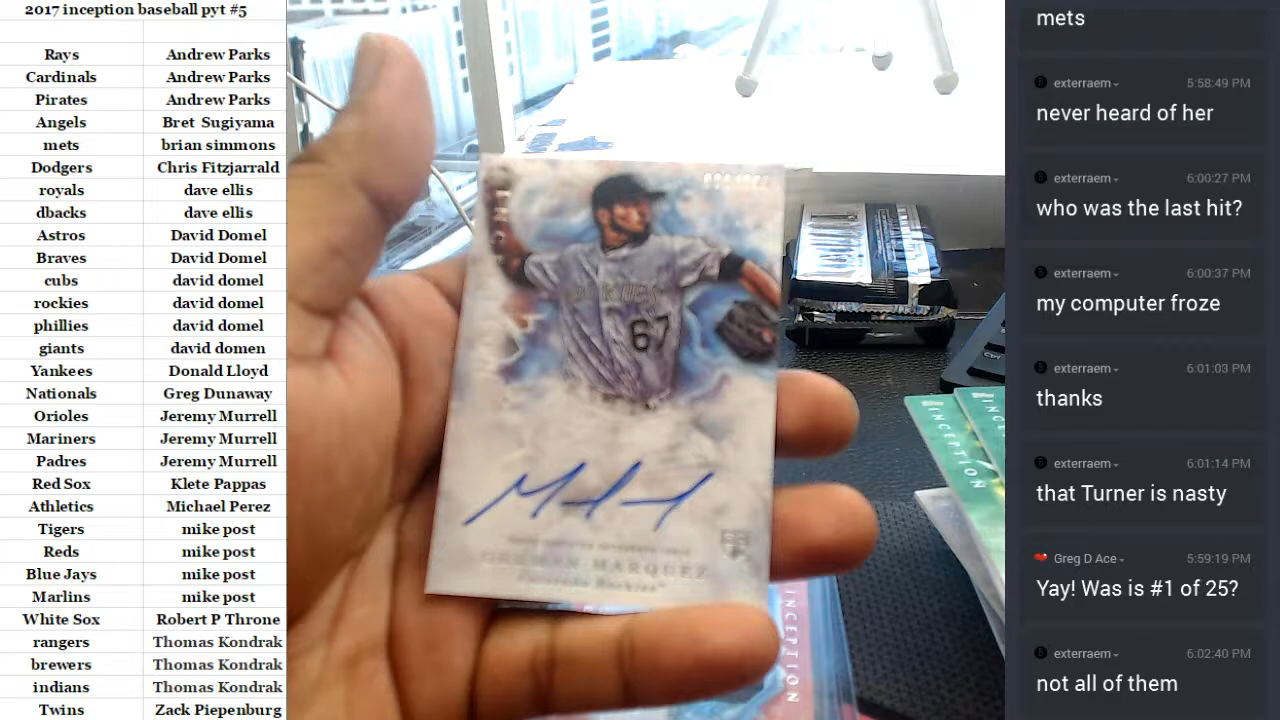 2017 inception baseball pyt #5
Rays Andrew Parks
Cardinals Andrew Parks
Pirates Andrew Parks
Angels Bret Sugiyama
mets brian simmons
Dodgers Chris Fitzjarrald
royals dave ellis
dbacks dave ellis
Astros David Domel
Braves David Domel
cubs david domel
rockies david domel
phillies david domel
giants david domen
Yankees Donald Lloyd
Nationals Greg Dunaway
Orioles Jeremy Murrell
Mariners Jeremy Murrell
Padres Jeremy Murrell
Red Sox Klete Pappas
Athletics Michael Perez
Tigers mike post
Reds mike post
Blue Jays mike post
Marlins mike post
White Sox Robert P Throne
rangers Thomas Kondrak
brewers Thomas Kondrak
indians Thomas Kondrak
Twins Zack Piepenburg
67
GERMAN MARQUEZ
Colorado Rockies
INCEPTION
INCEPTION
mets
exterraem 5:58:49 PM
never heard of her
exterraem 6:00:27 PM
who was the last hit?
exterraem 6:00:37 PM
my computer froze
exterraem 6:01:03 PM
thanks
exterraem 6:01:14 PM
that Turner is nasty
Greg D Ace 5:59:19 PM
Yay! Was is #1 of 25?
exterraem 6:02:40 PM
not all of them